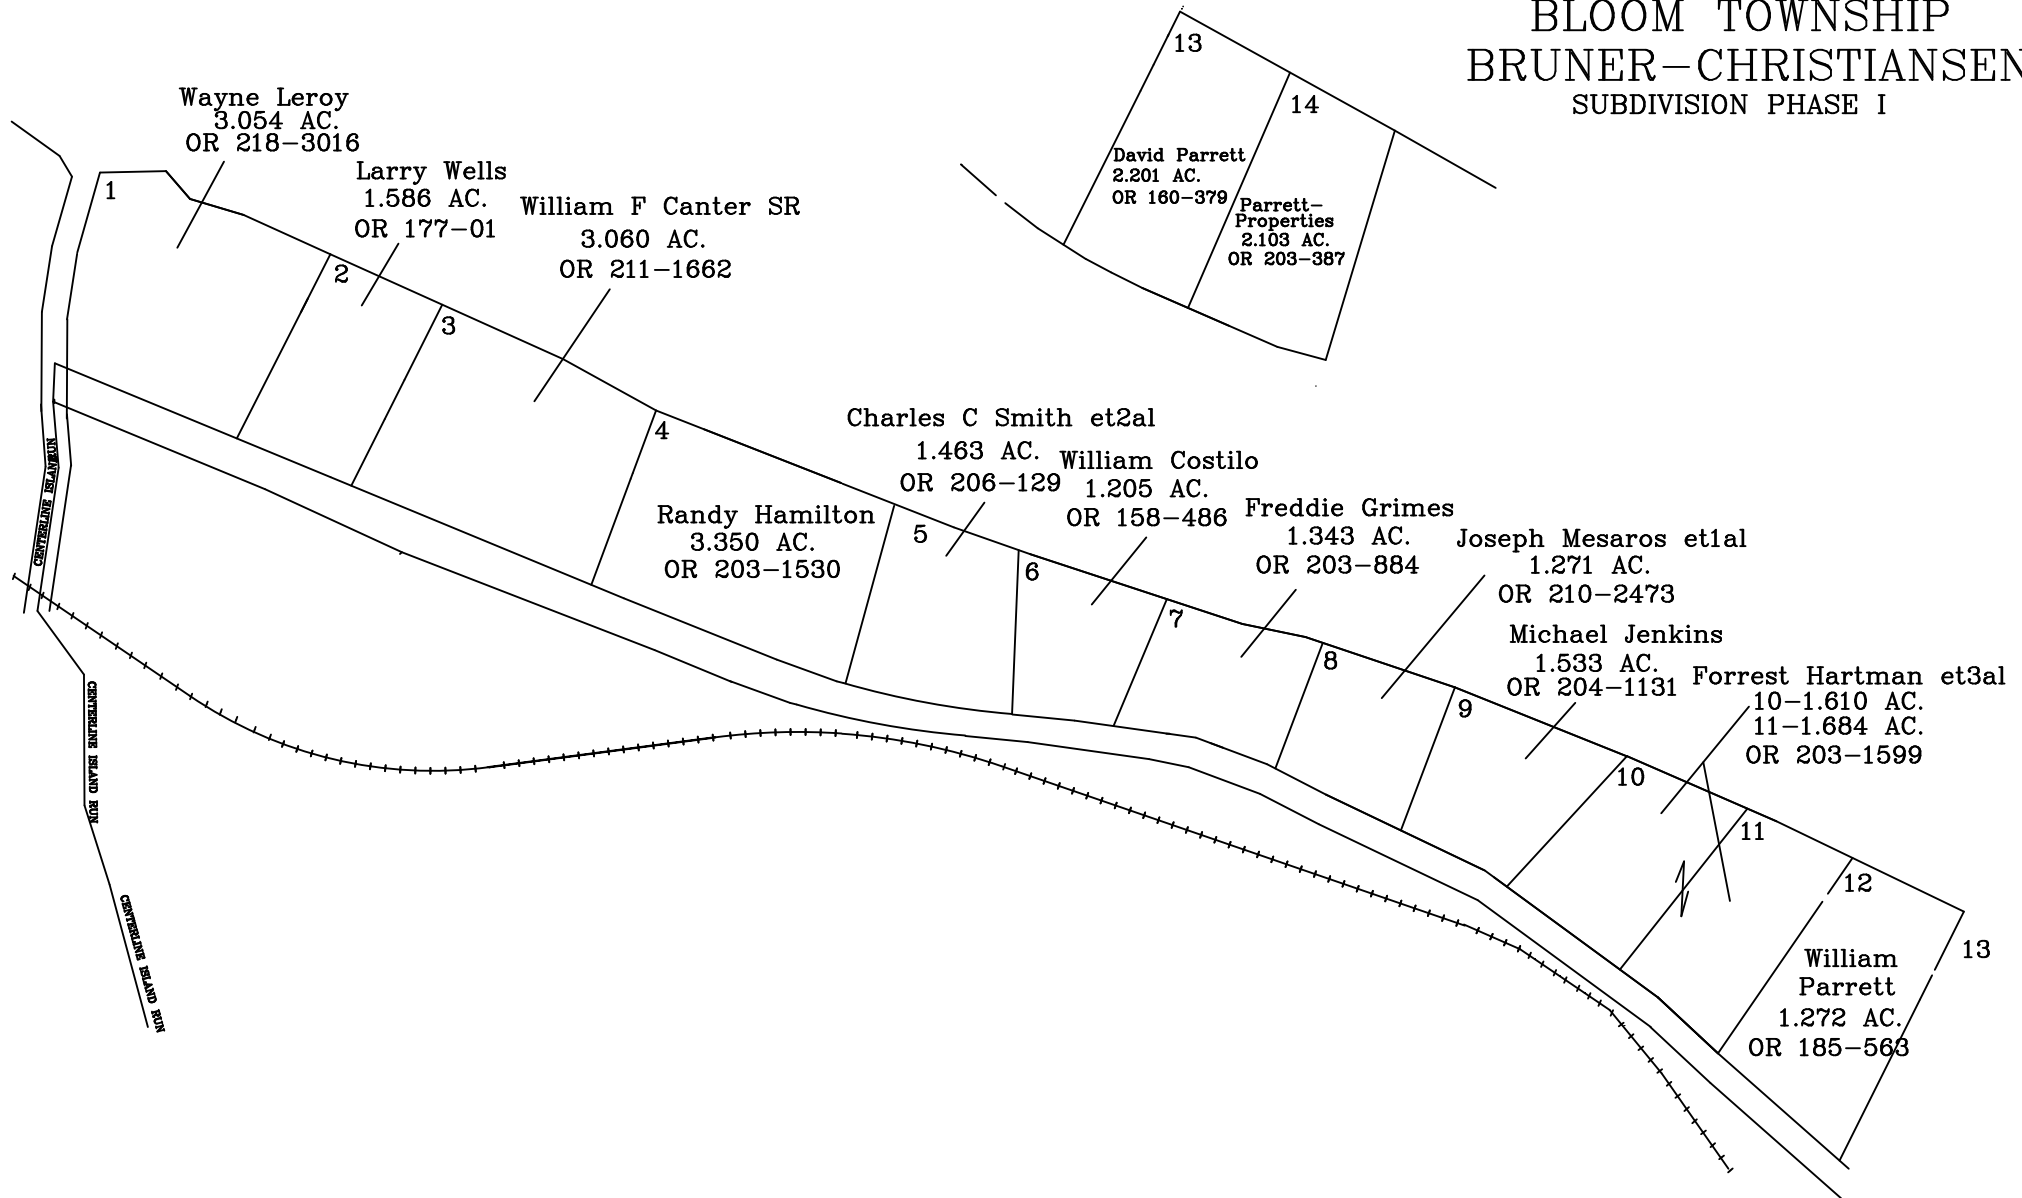 BLOOM TOWNSHIP
BRUNER-CHRISTIANSEN
SUBDIVISION PHASE I
13
14
David Parrett
2.201 AC.
OR 160-379
Parrett-
Properties
2.103 AC.
OR 203-387
Wayne Leroy
3.054 AC.
OR 218-3016
1
Larry Wells
1.586 AC.
OR 177-01
2
William F Canter SR
3.060 AC.
OR 211-1662
3
4
Randy Hamilton
3.350 AC.
OR 203-1530
Charles C Smith et2al
1.463 AC.
OR 206-129
5
William Costilo
1.205 AC.
OR 158-486
6
Freddie Grimes
1.343 AC.
OR 203-884
7
Joseph Mesaros et1al
1.271 AC.
OR 210-2473
8
Michael Jenkins
1.533 AC.
OR 204-1131
9
Forrest Hartman et3al
10-1.610 AC.
11-1.684 AC.
OR 203-1599
10
11
12
13
William
Parrett
1.272 AC.
OR 185-563
CENTERLINE
CENTERLINE ISLAND RUN
CENTERLINE ISLAND RUN